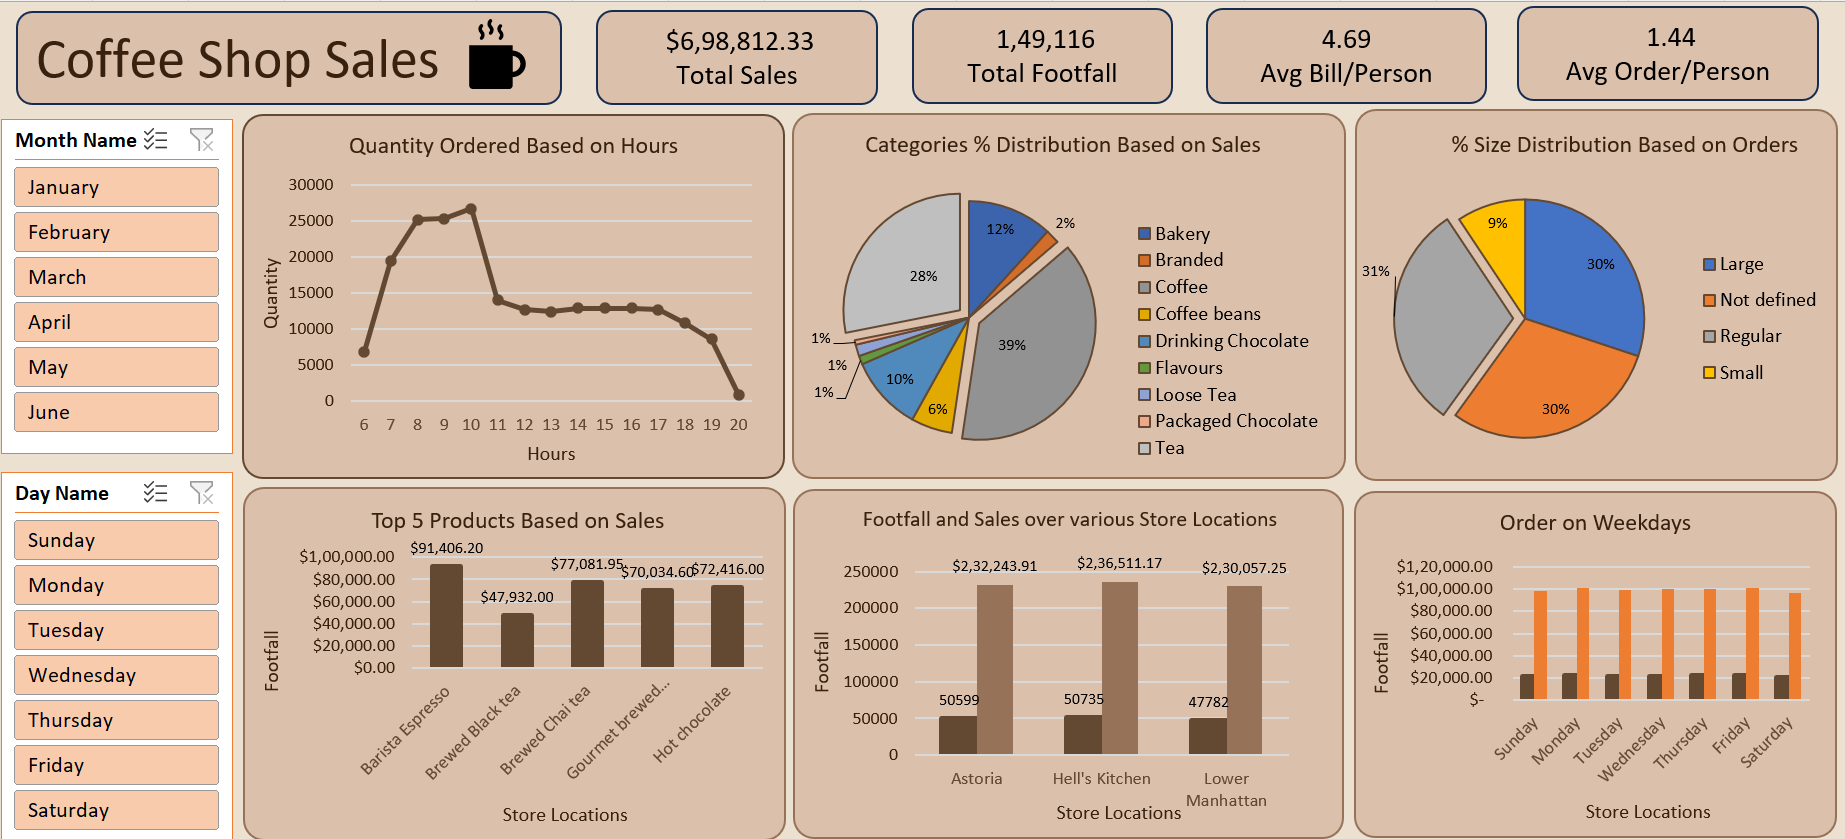 Coffee Shop Sales
$6,98,812.33
Total Sales
1,49,116
Total Footfall
4.69
Avg Bill/Person
1.44
Avg Order/Person
Month Name
January
February
March
April
May
June
Day Name
Sunday
Monday
Tuesday
Wednesday
Thursday
Friday
Saturday
Quantity Ordered Based on Hours
Quantity
30000
25000
20000
15000
10000
5000
0
6 7 8 9 10 11 12 13 14 15 16 17 18 19 20
Hours
Categories % Distribution Based on Sales
12%
2%
39%
6%
10%
1%
1%
1%
28%
Bakery
Branded
Coffee
Coffee beans
Drinking Chocolate
Flavours
Loose Tea
Packaged Chocolate
Tea
% Size Distribution Based on Orders
30%
30%
31%
9%
Large
Not defined
Regular
Small
Top 5 Products Based on Sales
Footfall
$1,00,000.00
$80,000.00
$60,000.00
$40,000.00
$20,000.00
$0.00
$91,406.20
$47,932.00
$77,081.95
$70,034.60
$72,416.00
Barista Espresso
Brewed Black tea
Brewed Chai tea
Gourmet brewed...
Hot chocolate
Store Locations
Footfall and Sales over various Store Locations
Footfall
250000
200000
150000
100000
50000
0
$2,32,243.91
$2,36,511.17
$2,30,057.25
50599
50735
47782
Astoria
Hell's Kitchen
Lower
Manhattan
Store Locations
Order on Weekdays
Footfall
$1,20,000.00
$1,00,000.00
$80,000.00
$60,000.00
$40,000.00
$20,000.00
$-
Sunday
Monday
Tuesday
Wednesday
Thursday
Friday
Saturday
Store Locations